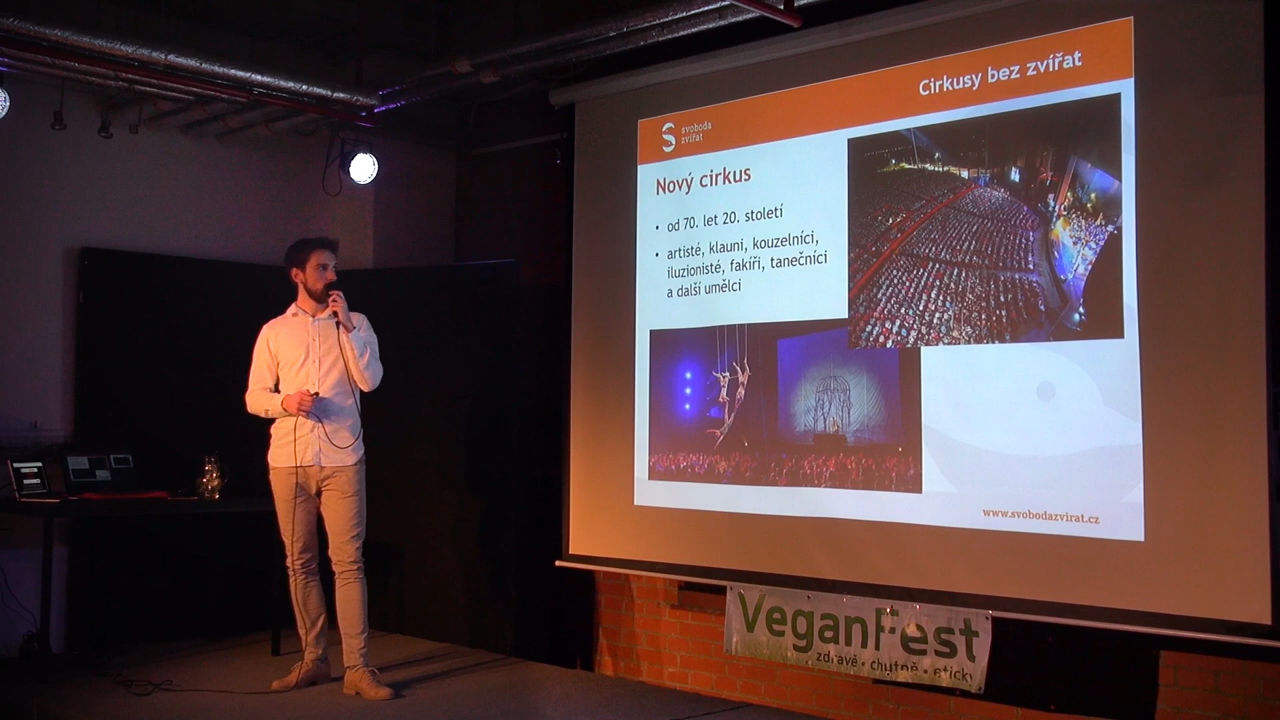 Cirkusy bez zvířat
svoboda
zvířat
Nový cirkus
• od 70. let 20. století
• artisté, klauni, kouzelníci,
iluzionisté, fakíři, tanečníci
a další umělci
www.svobodazvirat.cz
VeganFest
zdravě • chutně • eticky